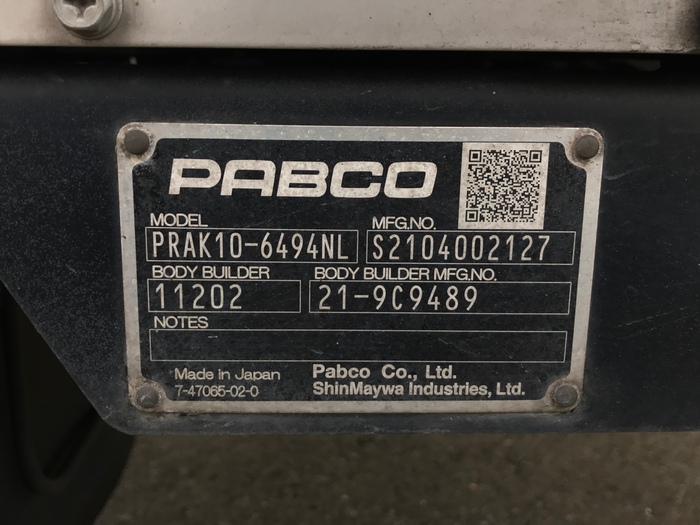 PABCO
MODEL MFG.NO.
PRAK10-6494NL S2104002127
BODY BUILDER BODY BUILDER MFG.NO.
11202 21-9C9489
NOTES
Made in Japan Pabco Co., Ltd.
7-47065-02-0 ShinMaywa Industries, Ltd.